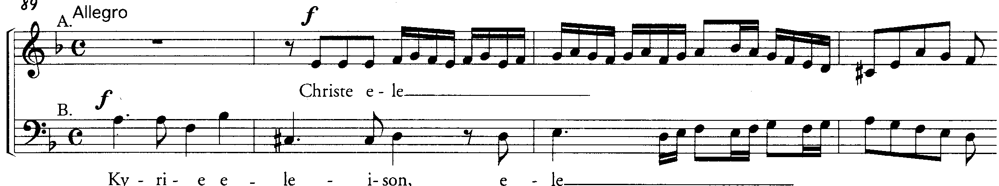 89
Allegro
A.
f
Christe e - le
f
B.
Ky - ri - e e - le - i - son, e - le